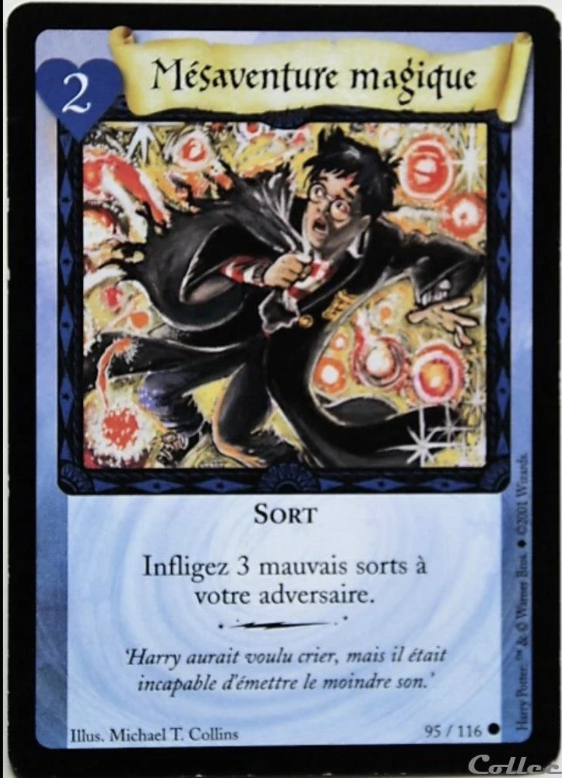 2
Mésaventure magique
SORT
Infligez 3 mauvais sorts à
votre adversaire.
'Harry aurait voulu crier, mais il était
incapable d'émettre le moindre son.'
Illus. Michael T. Collins
95 / 116
Harry Potter, ™ & © Warner Bros. ◆ ©2001 Wizards.
Collec